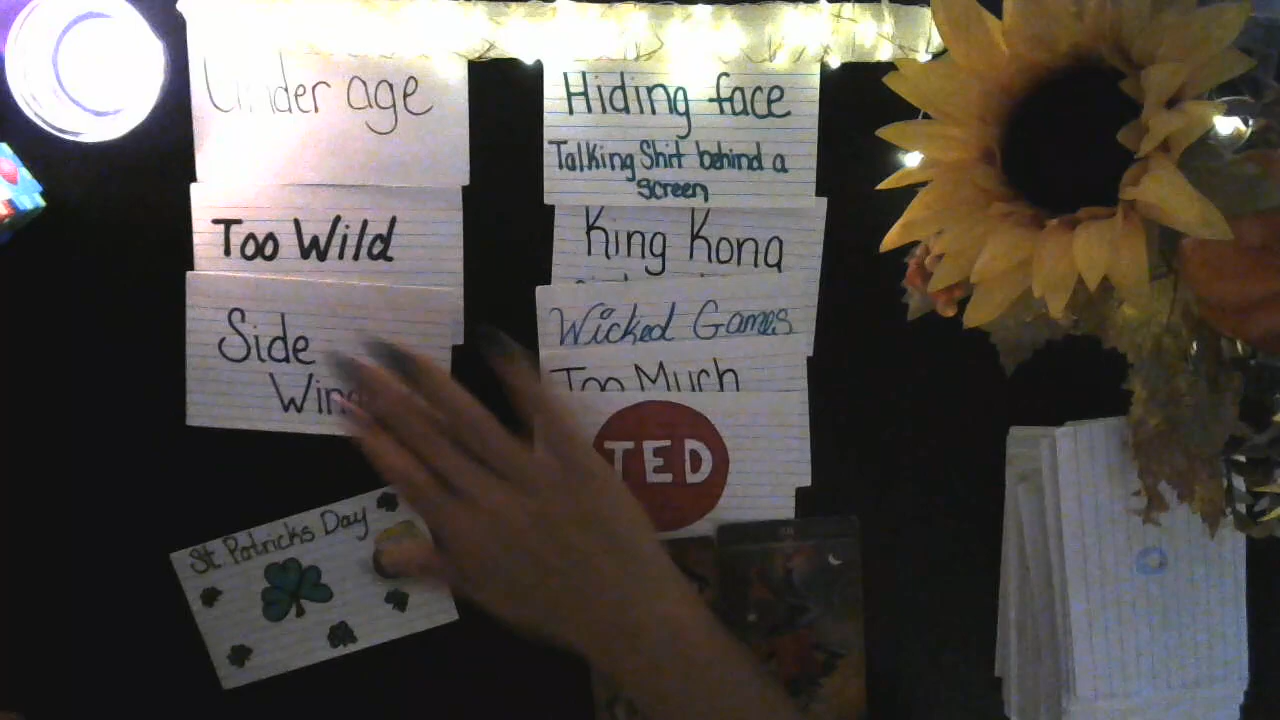 Under age
Too Wild
Side
Wind
St Patricks Day
Hiding face
Talking Shit behind a
screen
King Kong
Wicked Games
Too Much
TED